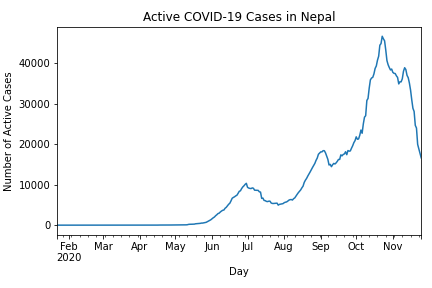 Active COVID-19 Cases in Nepal
Number of Active Cases
40000
30000
20000
10000
0
Feb Mar Apr May Jun Jul Aug Sep Oct Nov
2020
Day